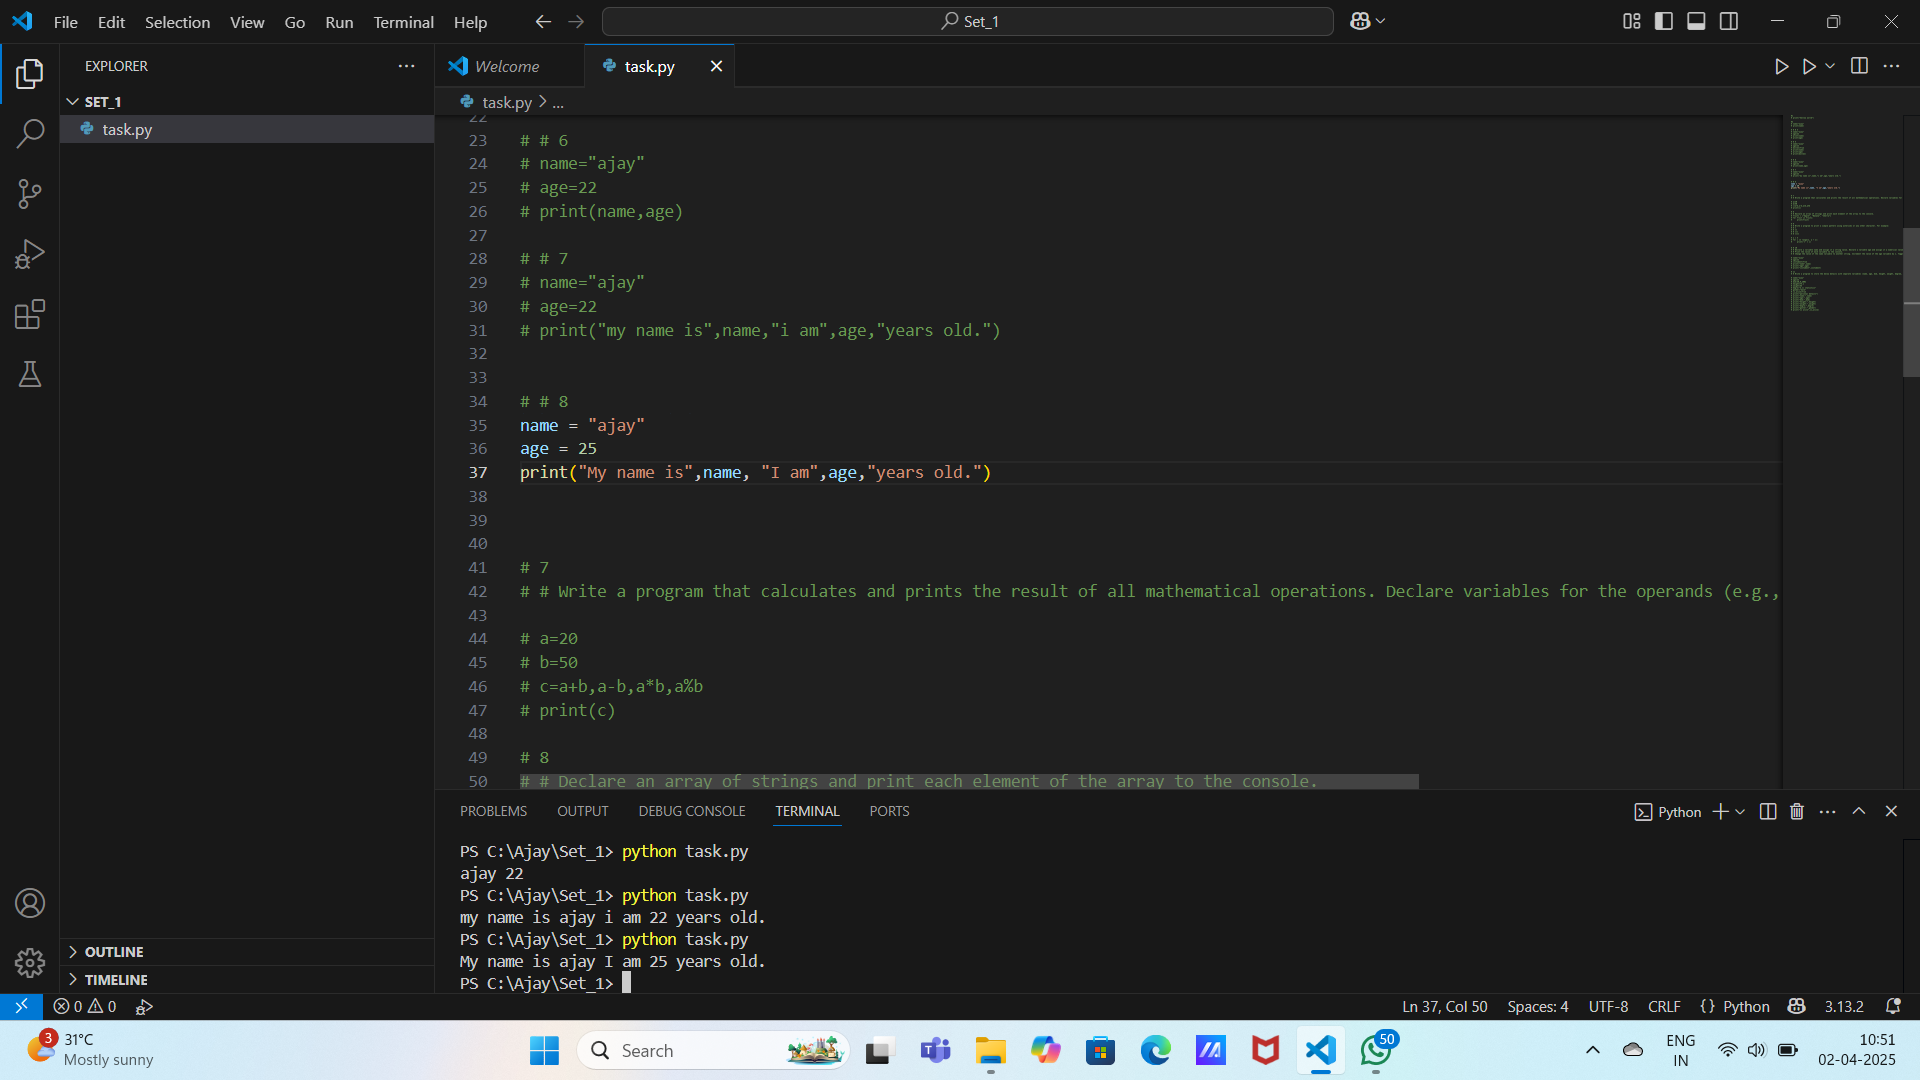 File Edit Selection View Go Run Terminal Help
Set_1
EXPLORER
SET_1
task.py
OUTLINE
TIMELINE
Welcome
task.py
task.py > ...
22
23 # # 6
24 # name="ajay"
25 # age=22
26 # print(name,age)
27
28 # # 7
29 # name="ajay"
30 # age=22
31 # print("my name is",name,"i am",age,"years old.")
32
33
34 # # 8
35 name = "ajay"
36 age = 25
37 print("My name is",name, "I am",age,"years old.")
38
39
40
41 # 7
42 # # Write a program that calculates and prints the result of all mathematical operations. Declare variables for the operands (e.g.,
43
44 # a=20
45 # b=50
46 # c=a+b,a-b,a*b,a%b
47 # print(c)
48
49 # 8
50 # # Declare an array of strings and print each element of the array to the console.
PROBLEMS OUTPUT DEBUG CONSOLE TERMINAL PORTS
Python
PS C:\Ajay\Set_1> python task.py
ajay 22
PS C:\Ajay\Set_1> python task.py
my name is ajay i am 22 years old.
PS C:\Ajay\Set_1> python task.py
My name is ajay I am 25 years old.
PS C:\Ajay\Set_1>
0 0
Ln 37, Col 50 Spaces: 4 UTF-8 CRLF {} Python 3.13.2
3
31°C
Mostly sunny
Search
50
ENG
IN
10:51
02-04-2025